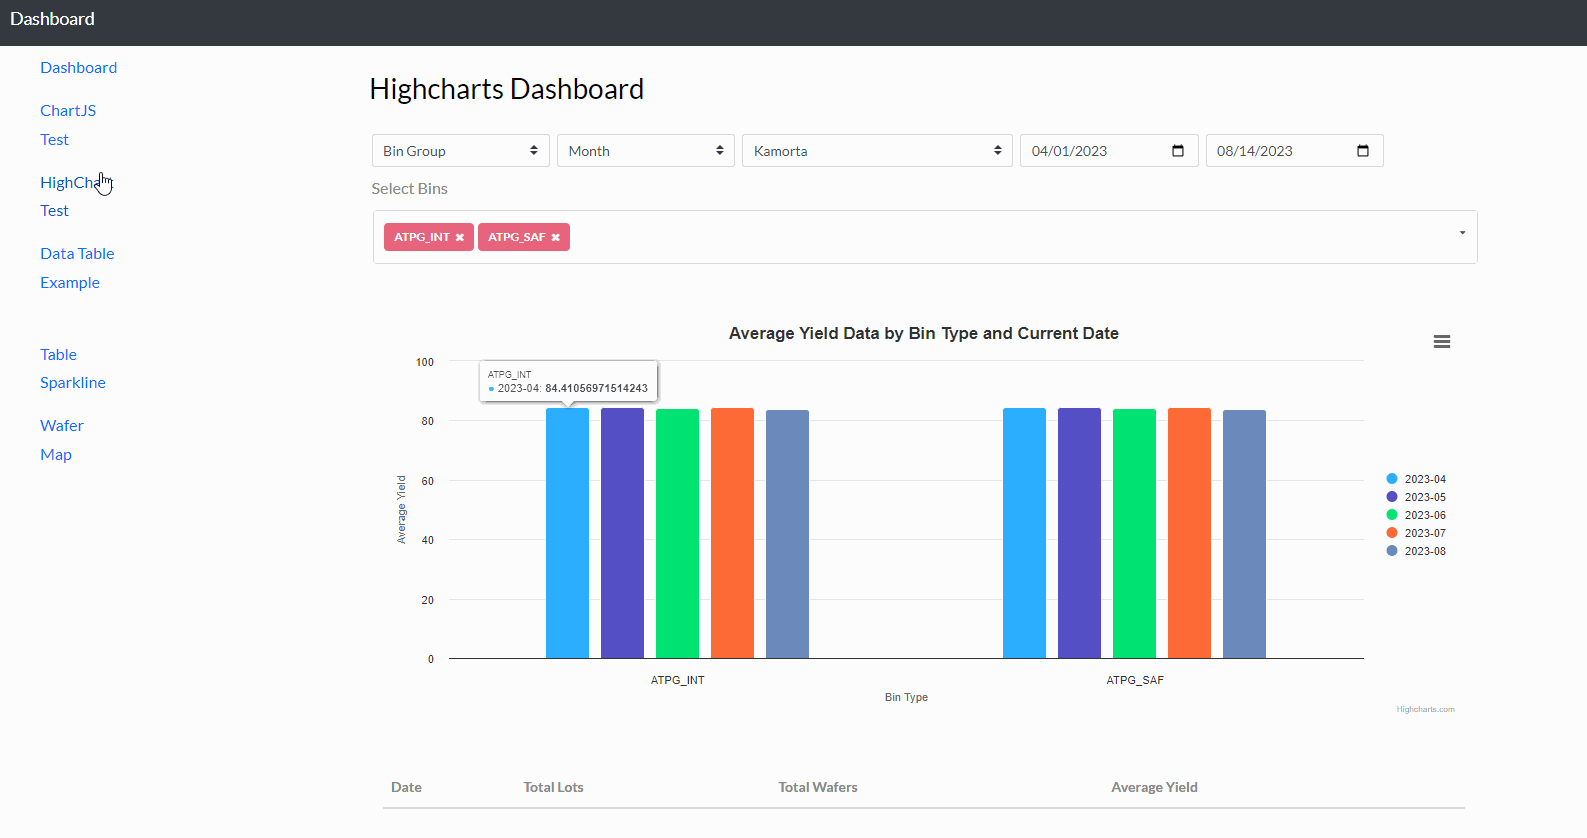 Dashboard
Dashboard
ChartJS
Test
HighChart
Test
Data Table
Example
Table
Sparkline
Wafer
Map
Highcharts Dashboard
Bin Group
Month
Kamorta
04/01/2023
08/14/2023
Select Bins
ATPG_INT ✖
ATPG_SAF ✖
Average Yield Data by Bin Type and Current Date
ATPG_INT
● 2023-04: 84.41056971514243
100
80
60
40
20
0
Average Yield
ATPG_INT
ATPG_SAF
Bin Type
2023-04
2023-05
2023-06
2023-07
2023-08
Highcharts.com
Date Total Lots Total Wafers Average Yield